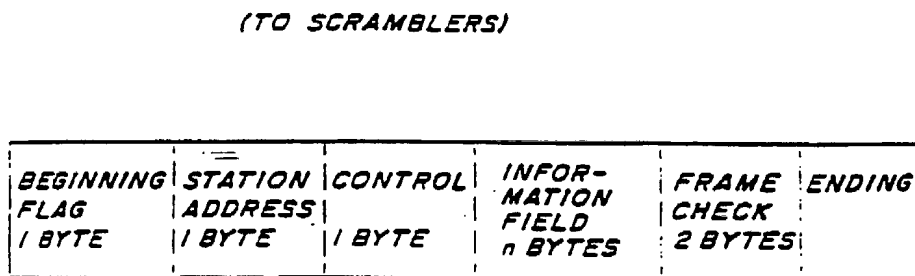 (TO SCRAMBLERS)
BEGINNING FLAG 1 BYTE
STATION ADDRESS 1 BYTE
CONTROL 1 BYTE
INFOR-
MATION
FIELD
n BYTES
FRAME CHECK 2 BYTES
ENDING